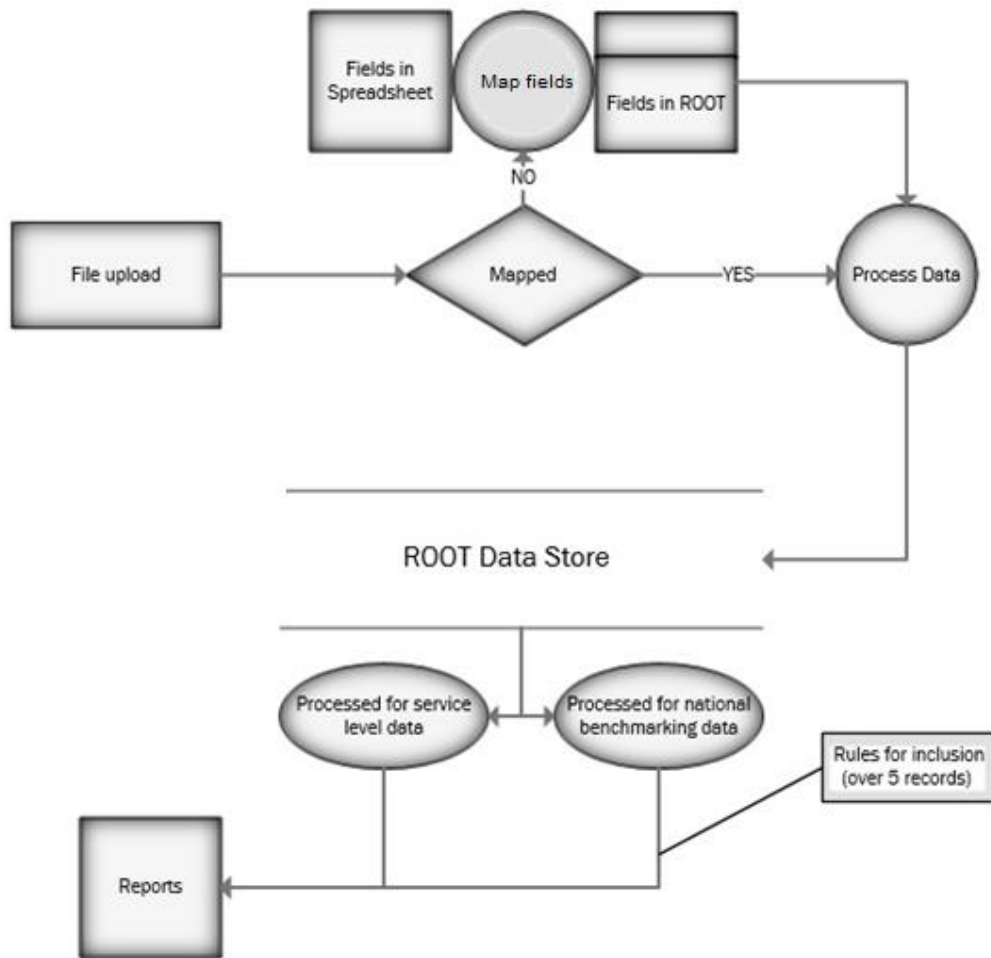 Fields in
Spreadsheet
Map fields
Fields in ROOT
NO
File upload
Mapped
YES
Process Data
ROOT Data Store
Processed for service
level data
Processed for national
benchmarking data
Rules for inclusion
(over 5 records)
Reports